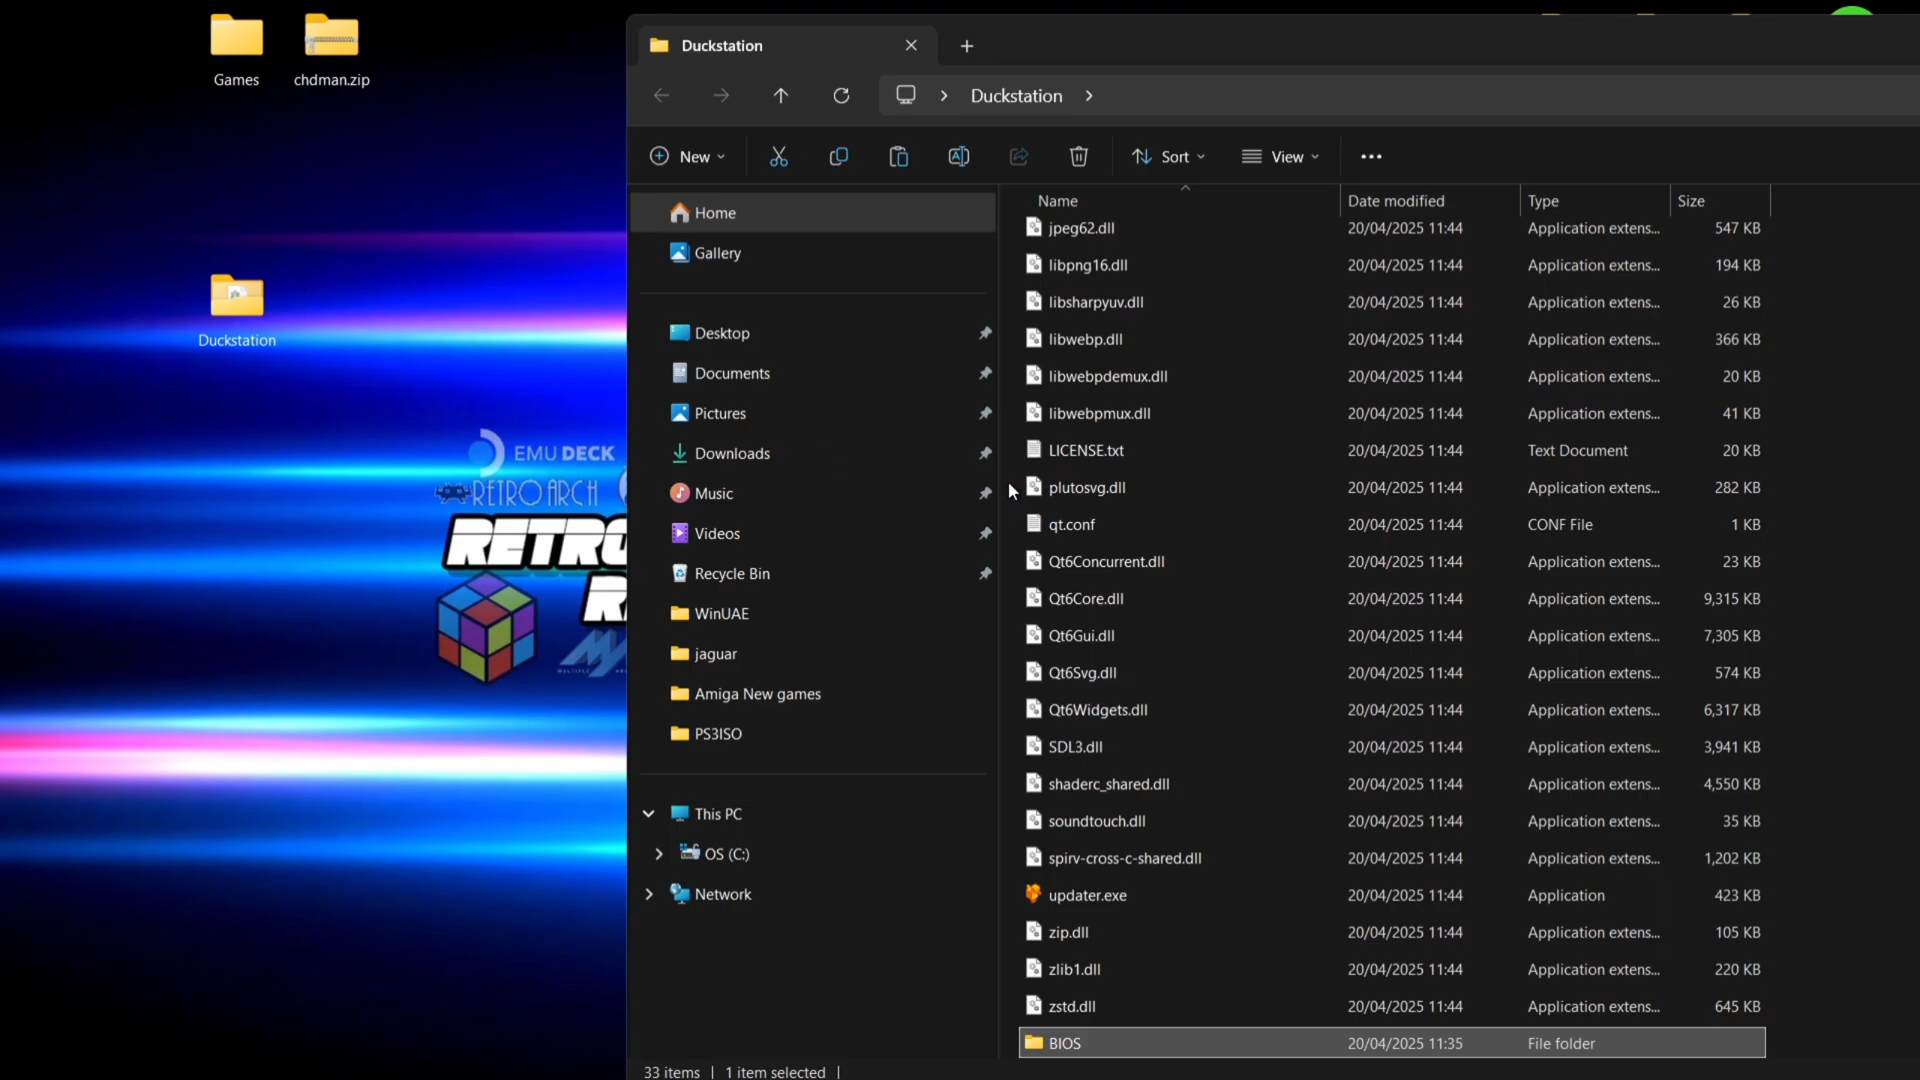 Games
chdman.zip
Duckstation
EMU DECK
RETROARCH
RETRO
Duckstation
Duckstation
New
Sort
View
Home
Gallery
Desktop
Documents
Pictures
Downloads
Music
Videos
Recycle Bin
WinUAE
jaguar
Amiga New games
PS3ISO
This PC
OS (C:)
Network
Name Date modified Type Size
jpeg62.dll 20/04/2025 11:44 Application extens... 547 KB
libpng16.dll 20/04/2025 11:44 Application extens... 194 KB
libsharpyuv.dll 20/04/2025 11:44 Application extens... 26 KB
libwebp.dll 20/04/2025 11:44 Application extens... 366 KB
libwebpdemux.dll 20/04/2025 11:44 Application extens... 20 KB
libwebpmux.dll 20/04/2025 11:44 Application extens... 41 KB
LICENSE.txt 20/04/2025 11:44 Text Document 20 KB
plutosvg.dll 20/04/2025 11:44 Application extens... 282 KB
qt.conf 20/04/2025 11:44 CONF File 1 KB
Qt6Concurrent.dll 20/04/2025 11:44 Application extens... 23 KB
Qt6Core.dll 20/04/2025 11:44 Application extens... 9,315 KB
Qt6Gui.dll 20/04/2025 11:44 Application extens... 7,305 KB
Qt6Svg.dll 20/04/2025 11:44 Application extens... 574 KB
Qt6Widgets.dll 20/04/2025 11:44 Application extens... 6,317 KB
SDL3.dll 20/04/2025 11:44 Application extens... 3,941 KB
shaderc_shared.dll 20/04/2025 11:44 Application extens... 4,550 KB
soundtouch.dll 20/04/2025 11:44 Application extens... 35 KB
spirv-cross-c-shared.dll 20/04/2025 11:44 Application extens... 1,202 KB
updater.exe 20/04/2025 11:44 Application 423 KB
zip.dll 20/04/2025 11:44 Application extens... 105 KB
zlib1.dll 20/04/2025 11:44 Application extens... 220 KB
zstd.dll 20/04/2025 11:44 Application extens... 645 KB
BIOS 20/04/2025 11:35 File folder
33 items | 1 item selected |